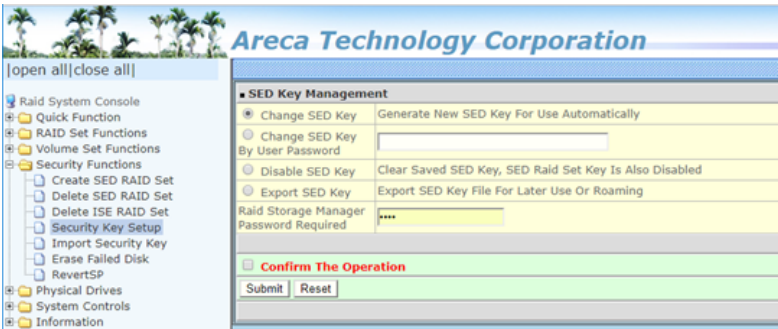 Areca Technology Corporation
|open all|close all|
Raid System Console
Quick Function
RAID Set Functions
Volume Set Functions
Security Functions
Create SED RAID Set
Delete SED RAID Set
Delete ISE RAID Set
Security Key Setup
Import Security Key
Erase Failed Disk
RevertSP
Physical Drives
System Controls
Information
SED Key Management
Change SED Key Generate New SED Key For Use Automatically
Change SED Key
By User Password
Disable SED Key Clear Saved SED Key, SED Raid Set Key Is Also Disabled
Export SED Key Export SED Key File For Later Use Or Roaming
Raid Storage Manager
Password Required ••••
Confirm The Operation
Submit Reset